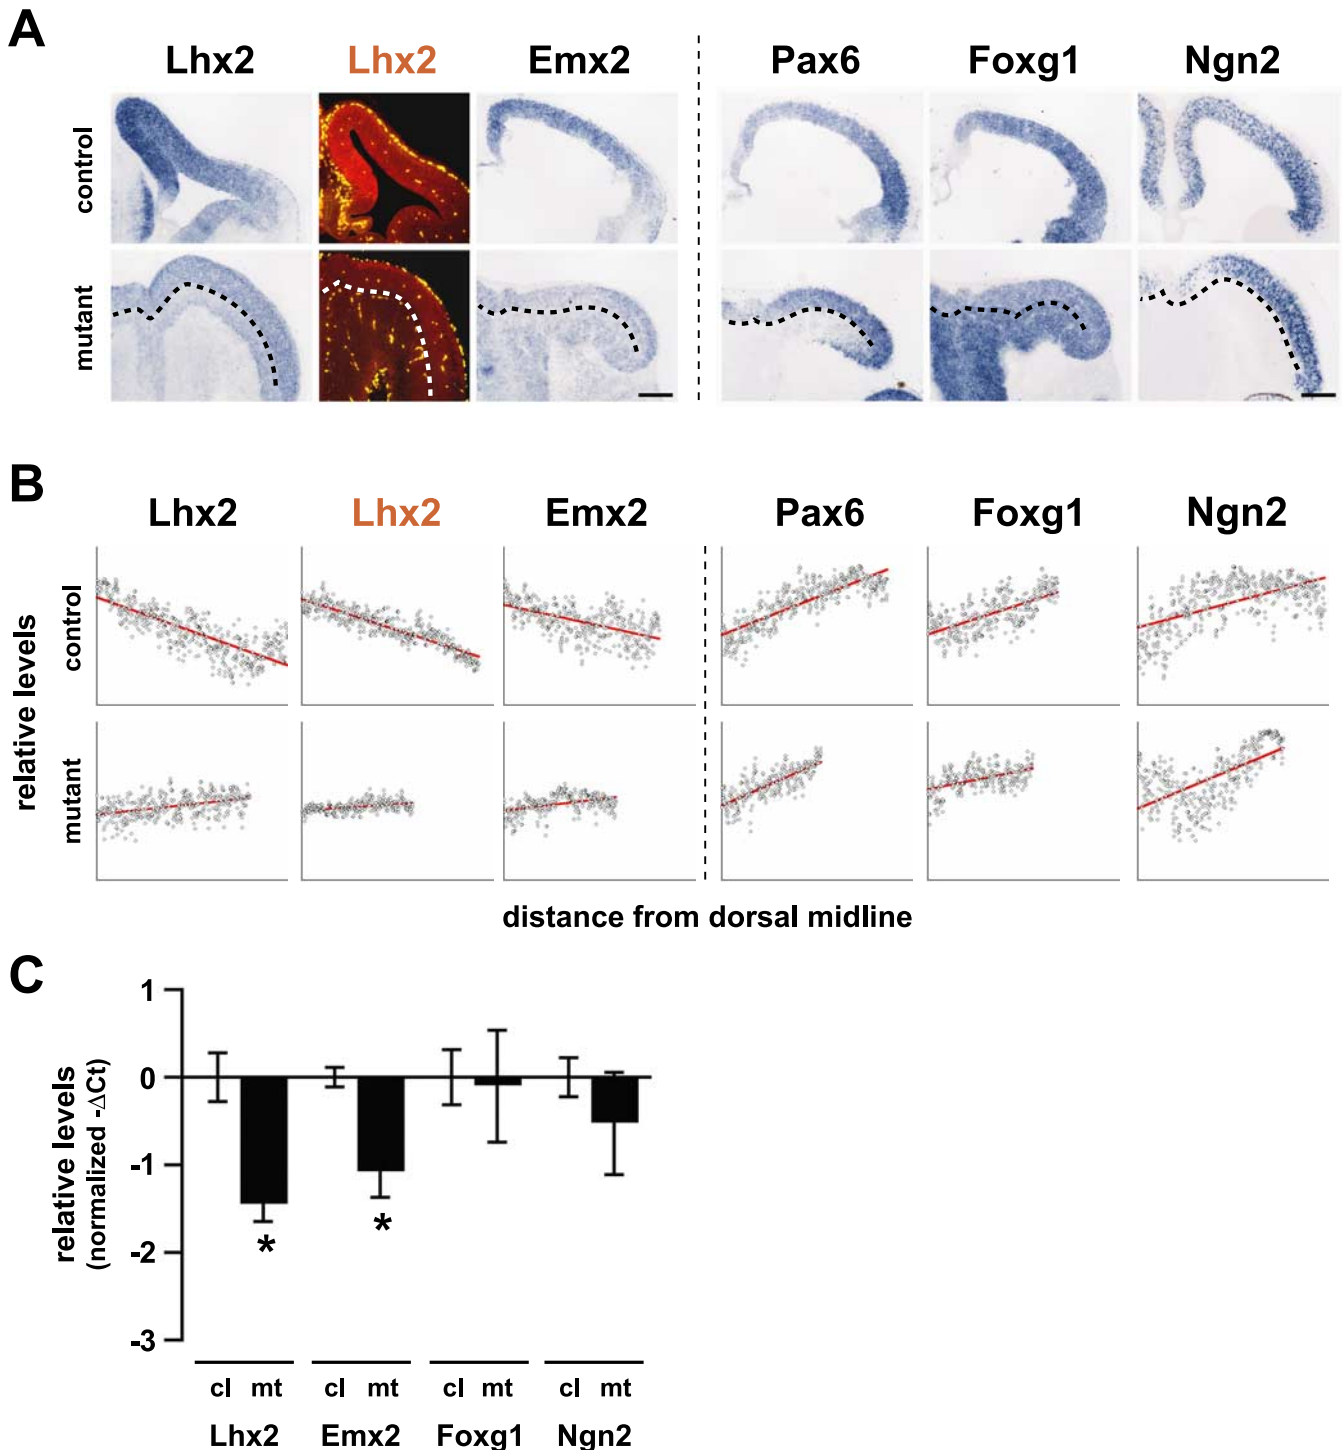 A
Lhx2 Lhx2 Emx2 Pax6 Foxg1 Ngn2
control
mutant
B
Lhx2 Lhx2 Emx2 Pax6 Foxg1 Ngn2
relative levels
control
mutant
distance from dorsal midline
C
relative levels
(normalized -ΔCt)
1
0
-1
-2
-3
* *
cl mt cl mt cl mt cl mt
Lhx2 Emx2 Foxg1 Ngn2